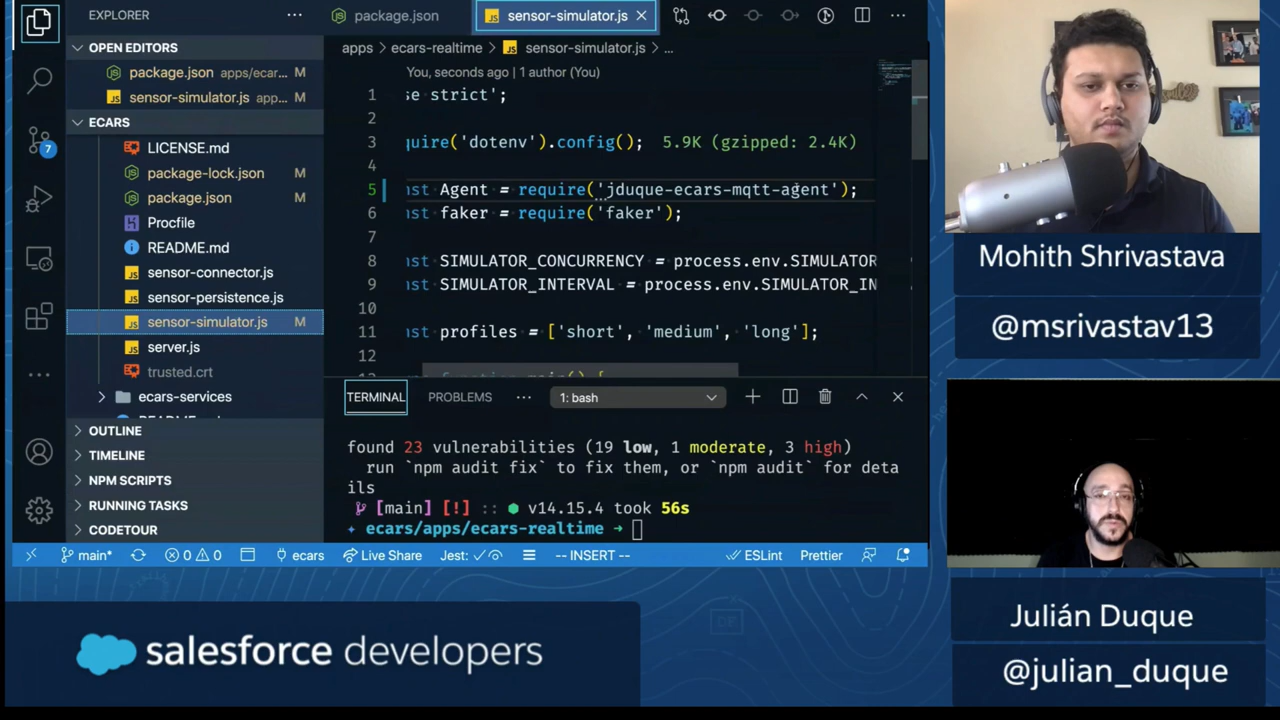 EXPLORER
OPEN EDITORS
package.json apps/ecar... M
sensor-simulator.js app... M
ECARS
LICENSE.md
package-lock.json M
package.json M
Procfile
README.md
sensor-connector.js
sensor-persistence.js
sensor-simulator.js M
server.js
trusted.crt
ecars-services
OUTLINE
TIMELINE
NPM SCRIPTS
RUNNING TASKS
CODETOUR
7
package.json
sensor-simulator.js
apps > ecars-realtime > sensor-simulator.js > ...
You, seconds ago | 1 author (You)
1 se strict';
2
3 quire('dotenv').config(); 5.9K (gzipped: 2.4K)
4
5 nst Agent = require('jduque-ecars-mqtt-agent');
6 nst faker = require('faker');
7
8 nst SIMULATOR_CONCURRENCY = process.env.SIMULATOR
9 nst SIMULATOR_INTERVAL = process.env.SIMULATOR_IN
10
11 nst profiles = ['short', 'medium', 'long'];
12
TERMINAL PROBLEMS ... 1: bash
found 23 vulnerabilities (19 low, 1 moderate, 3 high)
run `npm audit fix` to fix them, or `npm audit` for deta
ils
[main] [!] :: v14.15.4 took 56s
ecars/apps/ecars-realtime →
main* 0 0 ecars Live Share Jest: -- INSERT -- ESLint Prettier
Mohith Shrivastava
@msrivastav13
Julián Duque
@julian_duque
salesforce developers